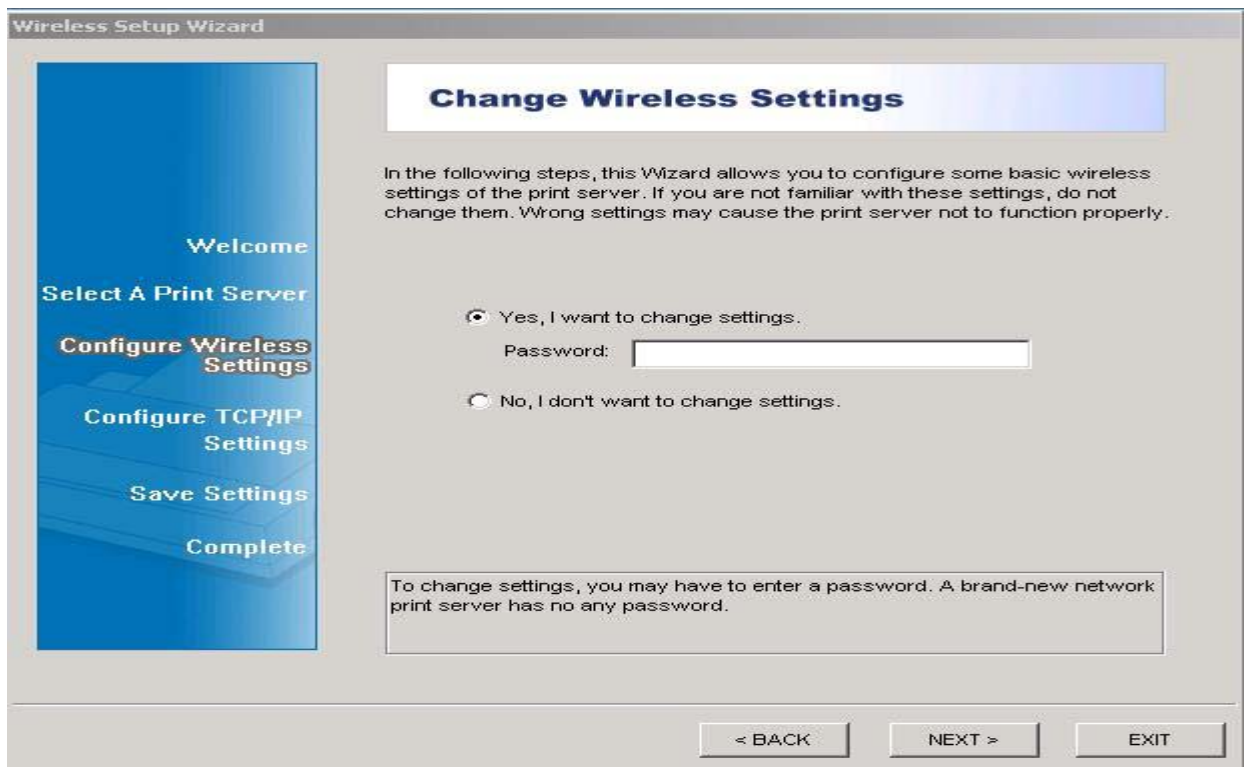 Wireless Setup Wizard
Change Wireless Settings
In the following steps, this Wizard allows you to configure some basic wireless
settings of the print server. If you are not familiar with these settings, do not
change them. Wrong settings may cause the print server not to function properly.
Welcome
Select A Print Server
Configure Wireless
Settings
Configure TCP/IP
Settings
Save Settings
Complete
Yes, I want to change settings.
Password:
No, I don't want to change settings.
To change settings, you may have to enter a password. A brand-new network
print server has no any password.
< BACK
NEXT >
EXIT